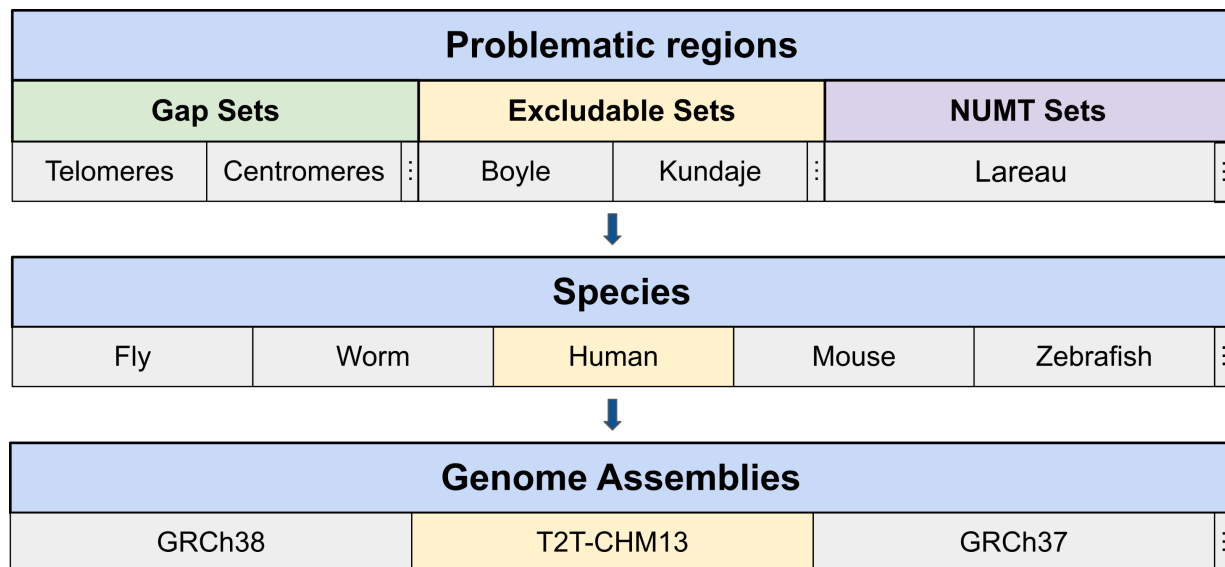 Problematic regions
Gap Sets Excludable Sets NUMT Sets
Telomeres Centromeres ⋮ Boyle Kundaje ⋮ Lareau ⋮
Species
Fly Worm Human Mouse Zebrafish ⋮
Genome Assemblies
GRCh38 T2T-CHM13 GRCh37 ⋮